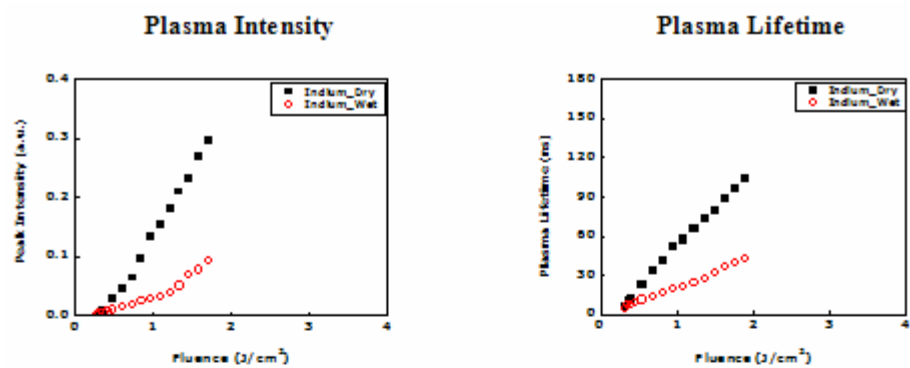 Plasma Intensity
0.4
0.3
0.2
0.1
0.0
0 1 2 3 4
Peak Intensity (a.u.)
Fluence (J/cm²)
Indium_Dry
Indium_Wet
Plasma Lifetime
180
150
120
90
60
30
0
0 1 2 3 4
Plasma Lifetime (ns)
Fluence (J/cm²)
Indium_Dry
Indium_Wet